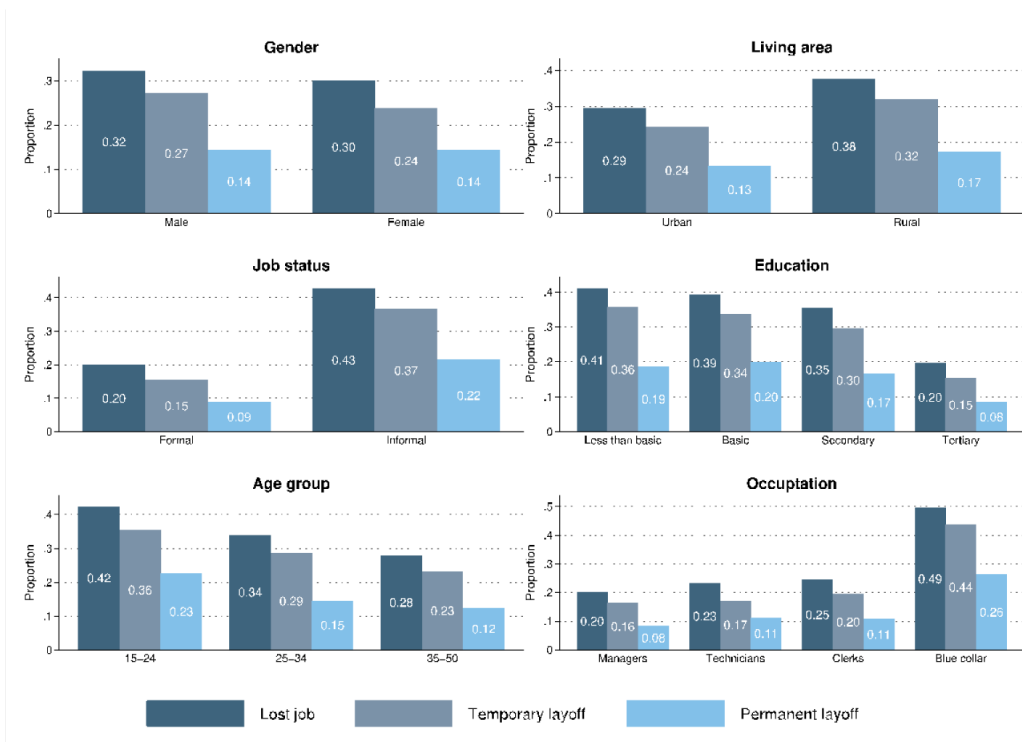 Gender
Proportion
.3
.2
.1
0
0.32
0.27
0.14
0.30
0.24
0.14
Male
Female
Living area
Proportion
.4
.3
.2
.1
0
0.29
0.24
0.13
0.38
0.32
0.17
Urban
Rural
Job status
Proportion
.4
.3
.2
.1
0
0.20
0.15
0.09
0.43
0.37
0.22
Formal
Informal
Education
Proportion
.4
.3
.2
.1
0
0.41
0.36
0.19
0.39
0.34
0.20
0.35
0.30
0.17
0.20
0.15
0.08
Less than basic
Basic
Secondary
Tertiary
Age group
Proportion
.4
.3
.2
.1
0
0.42
0.36
0.23
0.34
0.29
0.15
0.28
0.23
0.12
15–24
25–34
35–50
Occuptation
Proportion
.5
.4
.3
.2
.1
0
0.20
0.16
0.08
0.23
0.17
0.11
0.25
0.20
0.11
0.49
0.44
0.26
Managers
Technicians
Clerks
Blue collar
Lost job
Temporary layoff
Permanent layoff